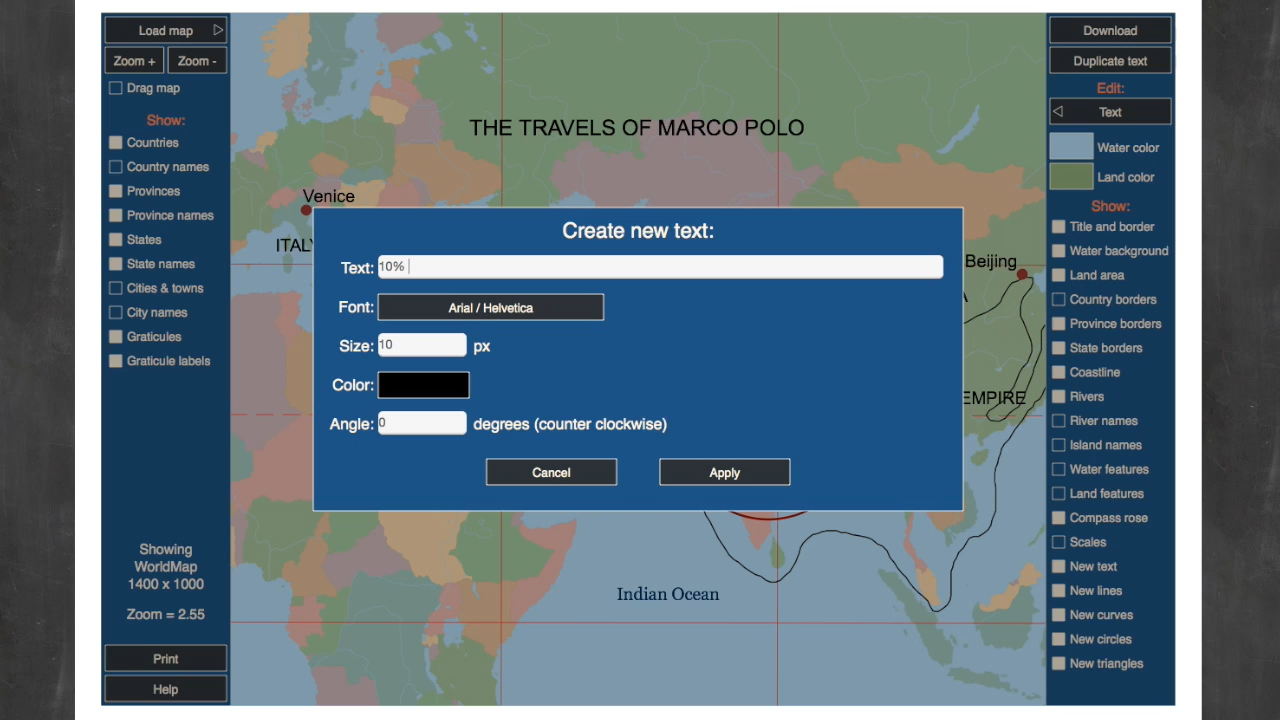 Load map
Zoom +
Zoom -
Drag map
Show:
Countries
Country names
Provinces
Province names
States
State names
Cities & towns
City names
Graticules
Graticule labels
Showing
WorldMap
1400 x 1000
Zoom = 2.55
Print
Help
THE TRAVELS OF MARCO POLO
Venice
Beijing
EMPIRE
Indian Ocean
Create new text:
Text: 10%
Font: Arial / Helvetica
Size: 10 px
Color:
Angle: 0 degrees (counter clockwise)
Cancel
Apply
Download
Duplicate text
Edit:
Text
Water color
Land color
Show:
Title and border
Water background
Land area
Country borders
Province borders
State borders
Coastline
Rivers
River names
Island names
Water features
Land features
Compass rose
Scales
New text
New lines
New curves
New circles
New triangles